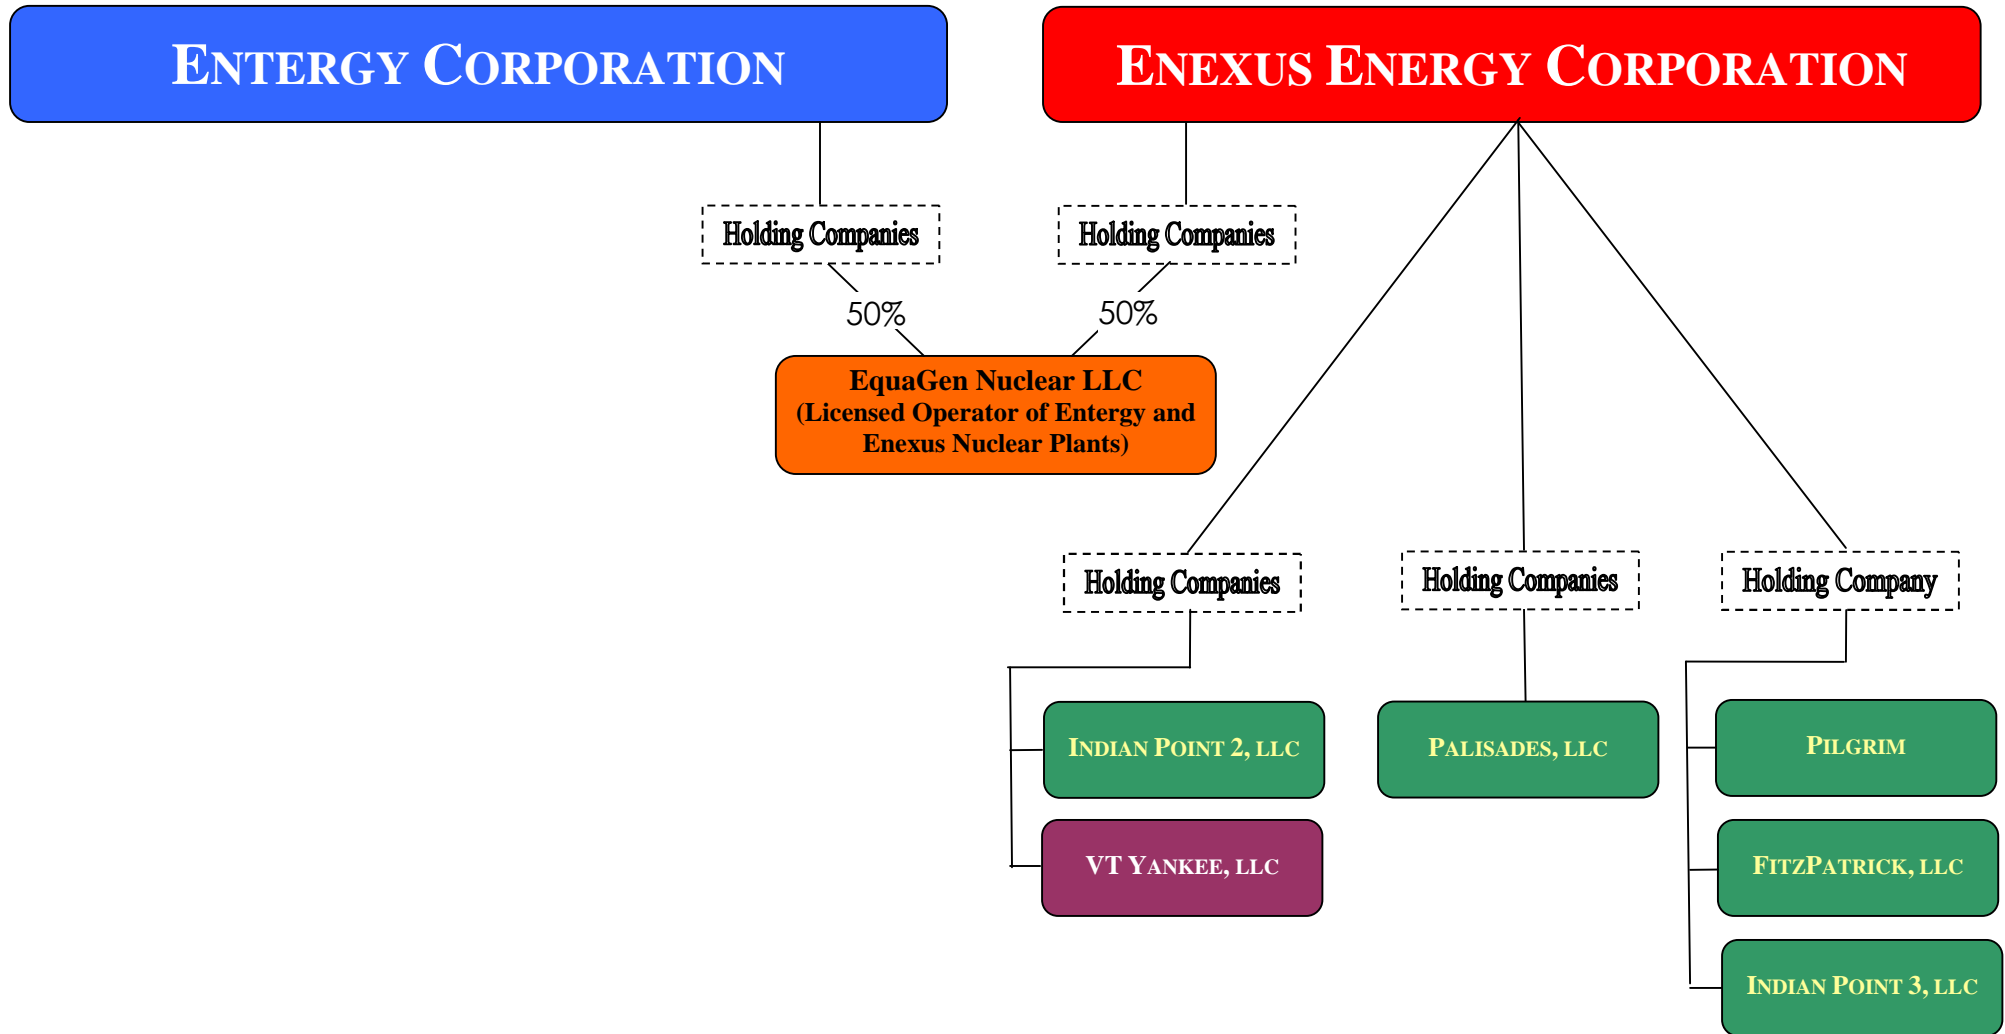 ENTERGY CORPORATION
ENEXUS ENERGY CORPORATION
Holding Companies
Holding Companies
50%
50%
EquaGen Nuclear LLC
(Licensed Operator of Entergy and
Enexus Nuclear Plants)
Holding Companies
Holding Companies
Holding Company
INDIAN POINT 2, LLC
PALISADES, LLC
PILGRIM
VT YANKEE, LLC
FITZPATRICK, LLC
INDIAN POINT 3, LLC